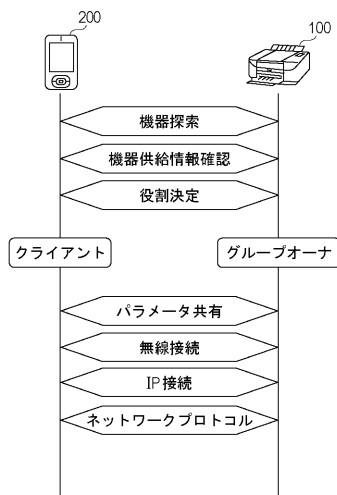 200
100
機器探索
機器供給情報確認
役割決定
クライアント
グループオーナ
パラメータ共有
無線接続
IP接続
ネットワークプロトコル